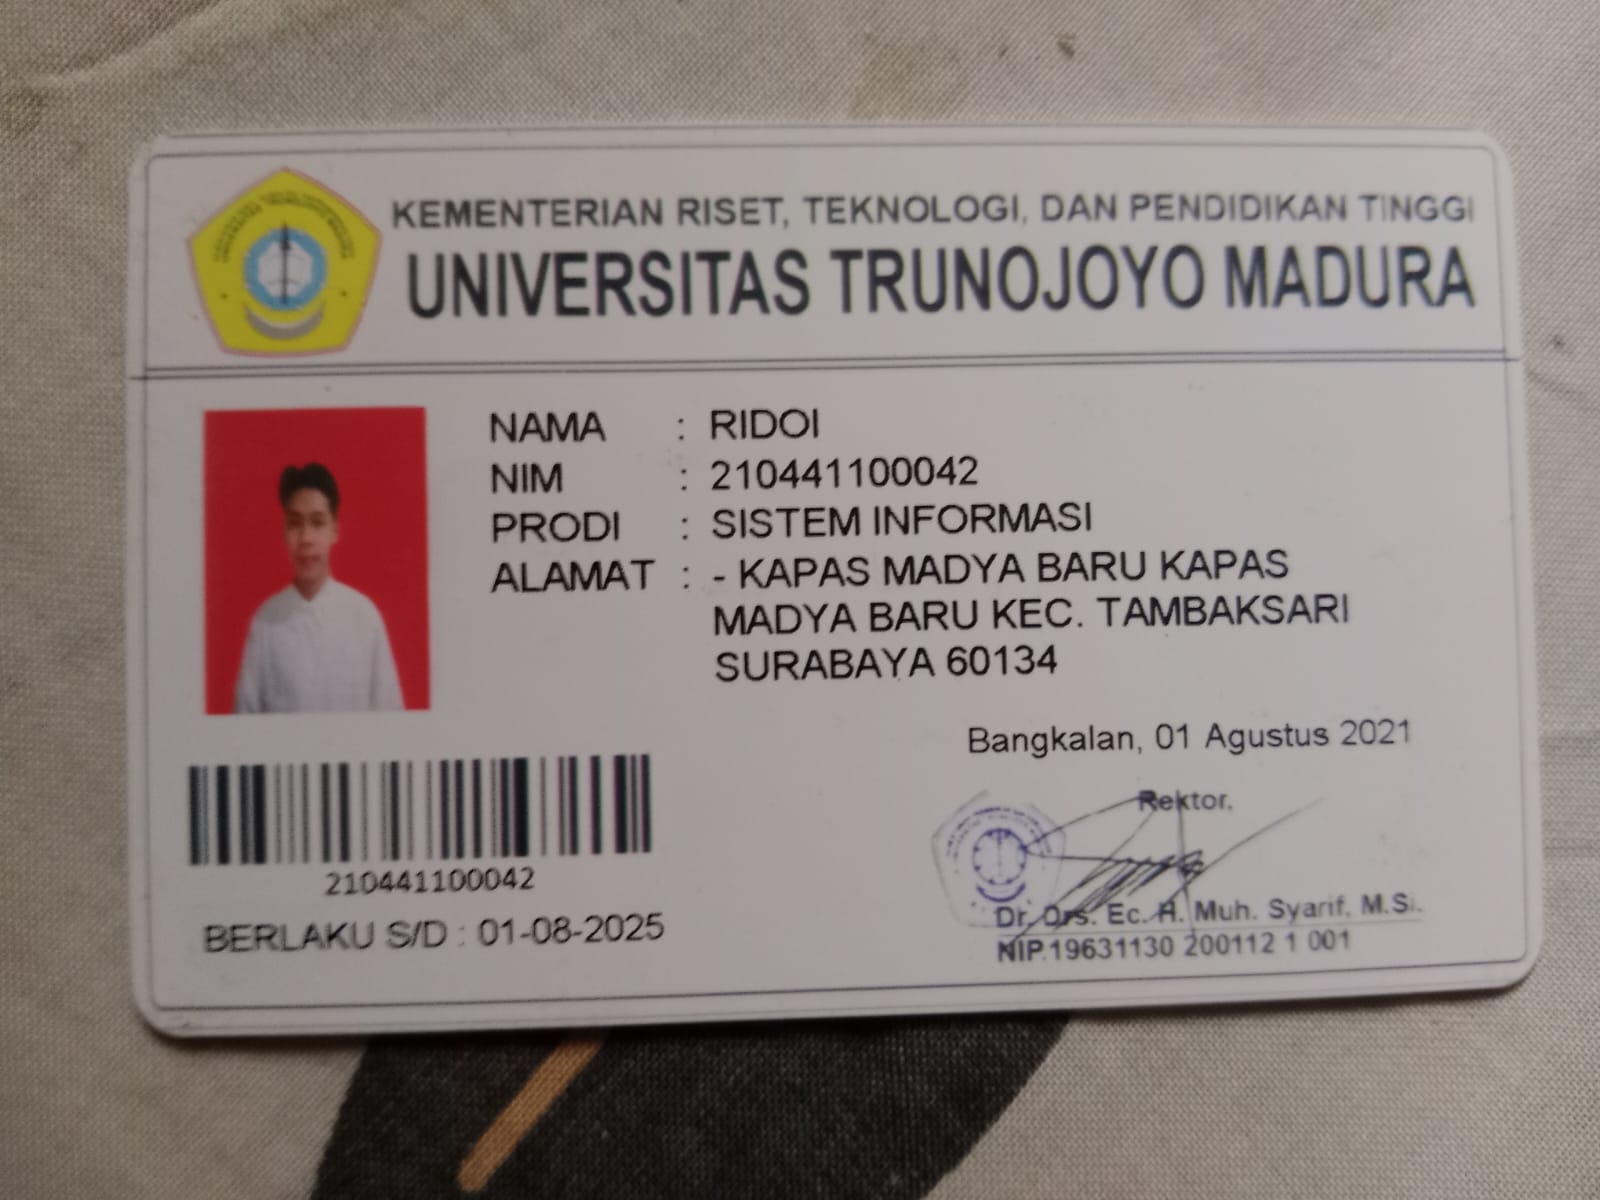 KEMENTERIAN RISET, TEKNOLOGI, DAN PENDIDIKAN TINGGI
UNIVERSITAS TRUNOJOYO MADURA
NAMA : RIDOI
NIM : 210441100042
PRODI : SISTEM INFORMASI
ALAMAT : - KAPAS MADYA BARU KAPAS
MADYA BARU KEC. TAMBAKSARI
SURABAYA 60134
Bangkalan, 01 Agustus 2021
Rektor,
210441100042
Dr. Drs. Ec. H. Muh. Syarif, M.Si.
BERLAKU S/D : 01-08-2025
NIP.19631130 200112 1 001